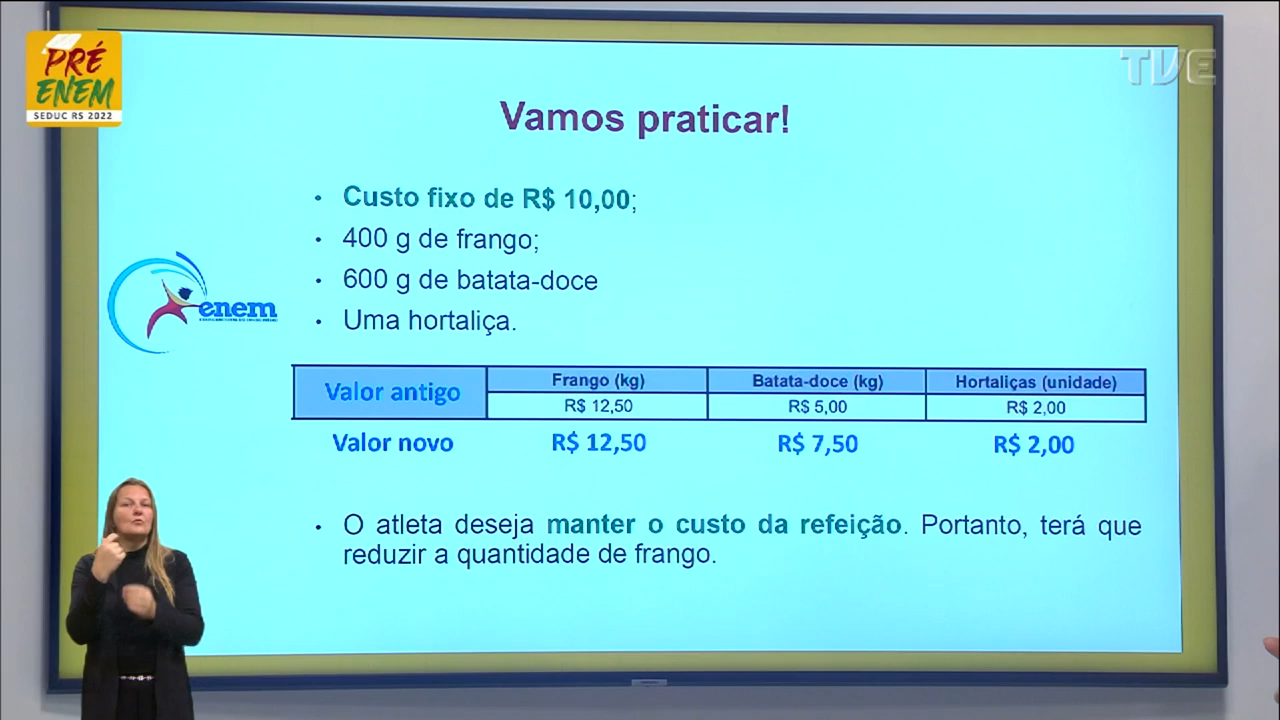 PRÉ
ENEM
SEDUC RS 2022
TVE
Vamos praticar!
• Custo fixo de R$ 10,00;
• 400 g de frango;
• 600 g de batata-doce
• Uma hortaliça.
enem
Valor antigo
Frango (kg) Batata-doce (kg) Hortaliças (unidade)
R$ 12,50 R$ 5,00 R$ 2,00
Valor novo R$ 12,50 R$ 7,50 R$ 2,00
• O atleta deseja manter o custo da refeição. Portanto, terá que
reduzir a quantidade de frango.